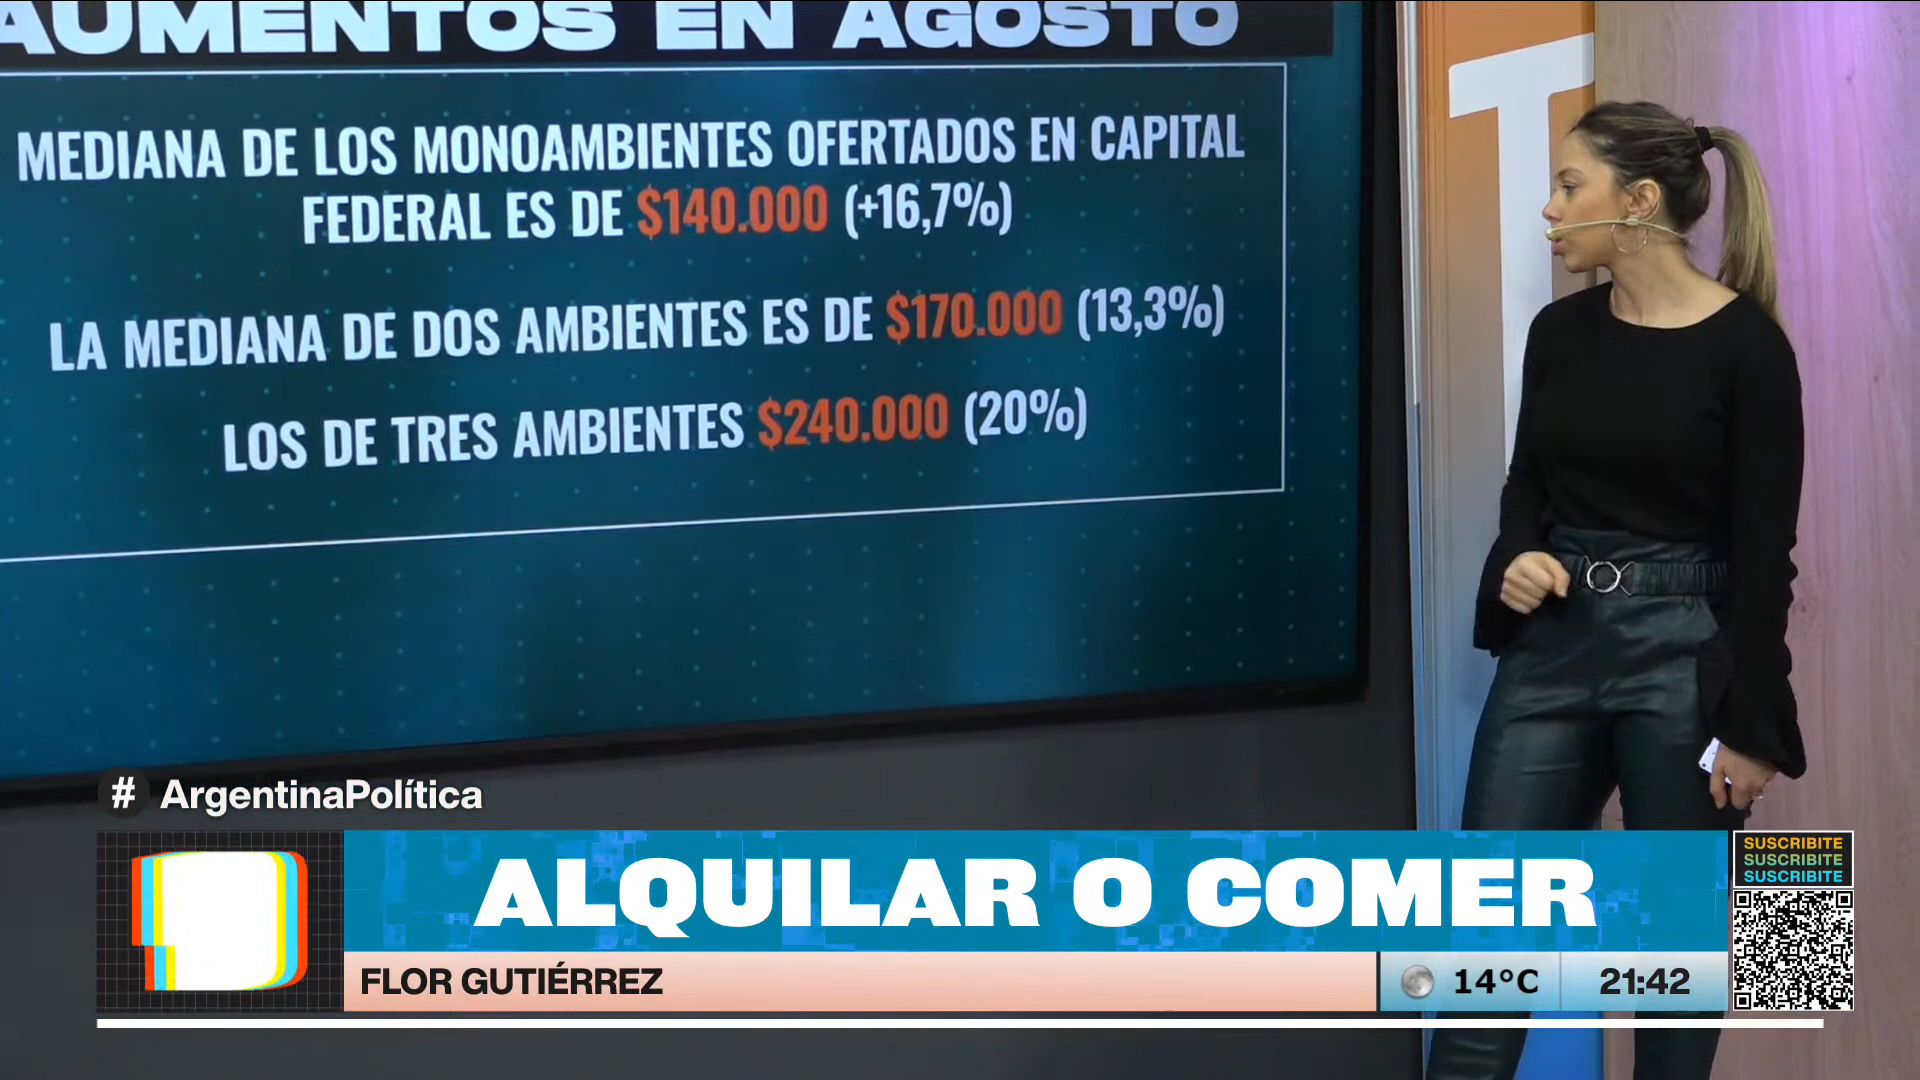 AUMENTOS EN AGOSTO
MEDIANA DE LOS MONOAMBIENTES OFERTADOS EN CAPITAL
FEDERAL ES DE $140.000 (+16,7%)
LA MEDIANA DE DOS AMBIENTES ES DE $170.000 (13,3%)
LOS DE TRES AMBIENTES $240.000 (20%)
T
# ArgentinaPolítica
ALQUILAR O COMER
FLOR GUTIÉRREZ
14°C
21:42
SUSCRIBITE
SUSCRIBITE
SUSCRIBITE